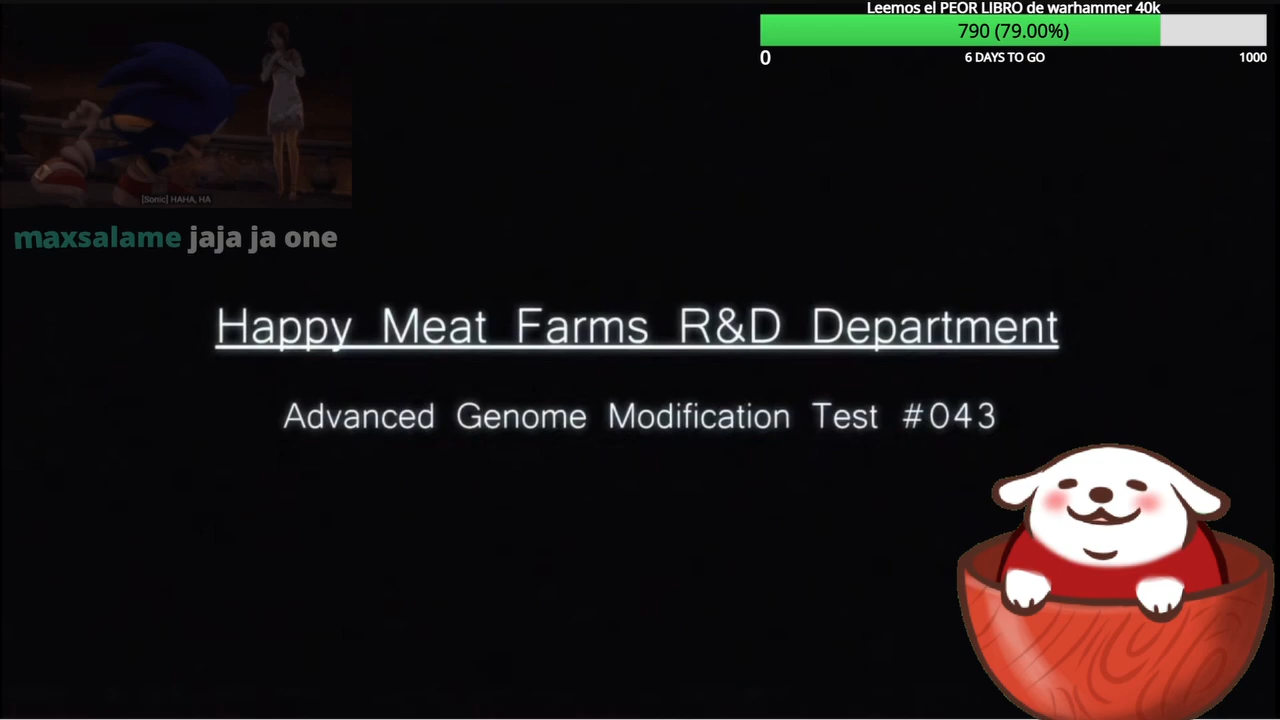 Leemos el PEOR LIBRO de warhammer 40k
790 (79.00%)
0 6 DAYS TO GO 1000
[Sonic] HAHA, HA
maxsalame jaja ja one
Happy Meat Farms R&D Department
Advanced Genome Modification Test #043